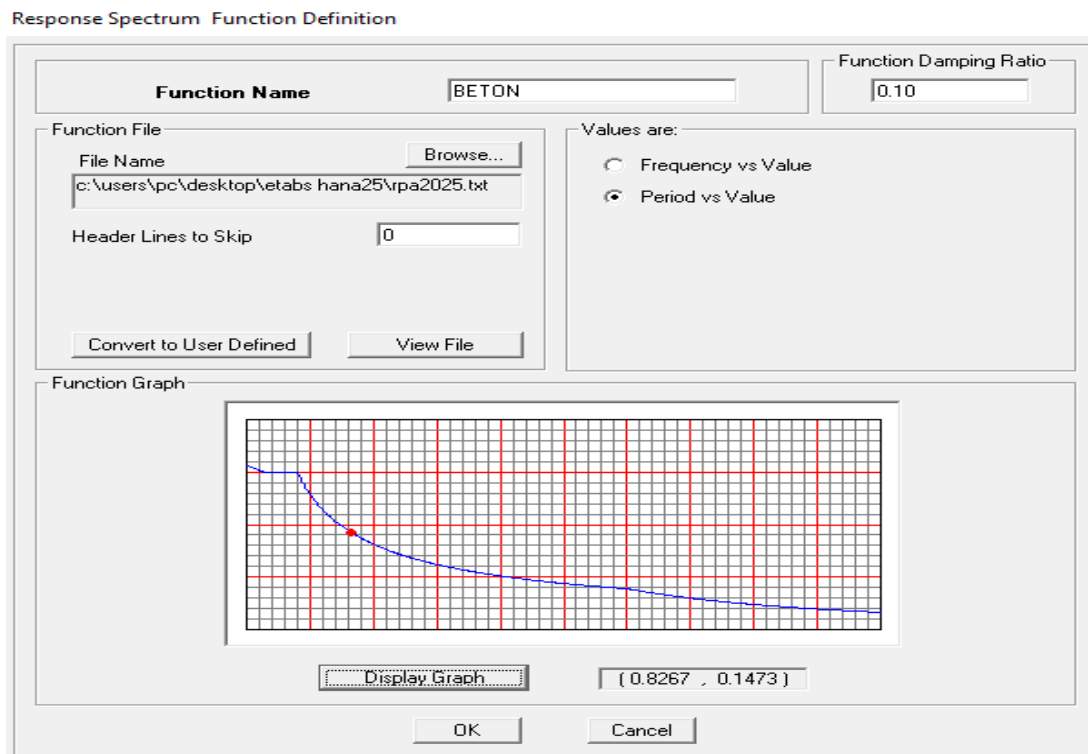 Response Spectrum  Function Definition
Function Name
BETON
Function Damping Ratio
0.10
Function File
File Name
Browse...
c:\users\pc\desktop\etabs hana25\rpa2025.txt
Header Lines to Skip
0
Convert to User Defined
View File
Values are:
Frequency vs Value
Period vs Value
Function Graph
Display Graph
( 0.8267  ,  0.1473 )
OK
Cancel